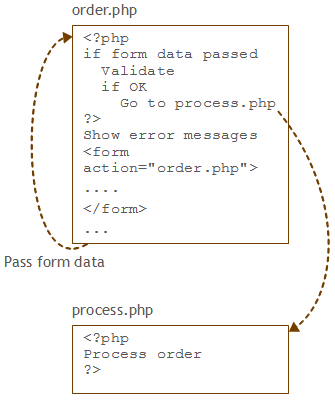 order.php
<?php
if form data passed
Validate
if OK
Go to process.php
?>
Show error messages
<form
action="order.php">
....
</form>
...
Pass form data
process.php
<?php
Process order
?>